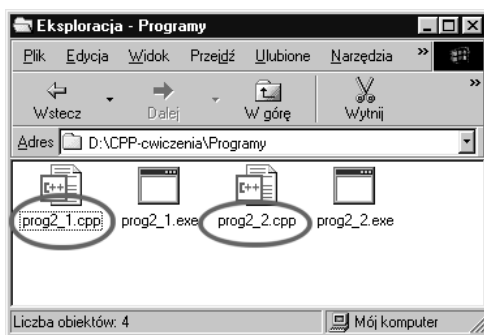 Eksploracja - Programy
Plik Edycja Widok Przejdź Ulubione Narzędzia »
Wstecz Dalej W górę Wytnij »
Adres D:\CPP-cwiczenia\Programy
C++ C++
prog2_1.cpp prog2_1.exe prog2_2.cpp prog2_2.exe
Liczba obiektów: 4 Mój komputer